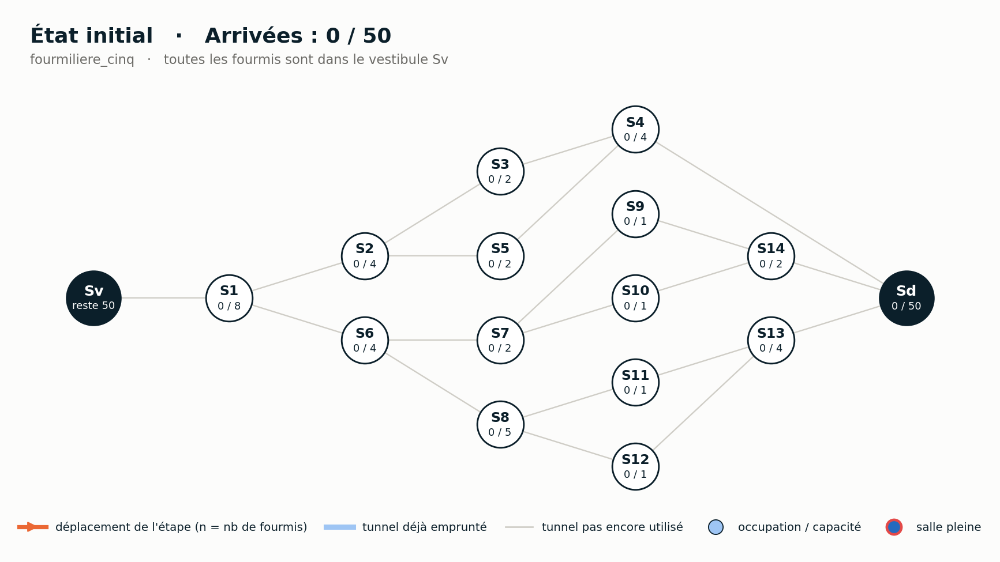 État initial · Arrivées : 0 / 50
fourmiliere_cinq · toutes les fourmis sont dans le vestibule Sv
S4
0 / 4
S3
0 / 2
S9
0 / 1
S2
0 / 4
S5
0 / 2
S14
0 / 2
Sv
reste 50
S1
0 / 8
S10
0 / 1
Sd
0 / 50
S6
0 / 4
S7
0 / 2
S13
0 / 4
S11
0 / 1
S8
0 / 5
S12
0 / 1
déplacement de l'étape (n = nb de fourmis)
tunnel déjà emprunté
tunnel pas encore utilisé
occupation / capacité
salle pleine